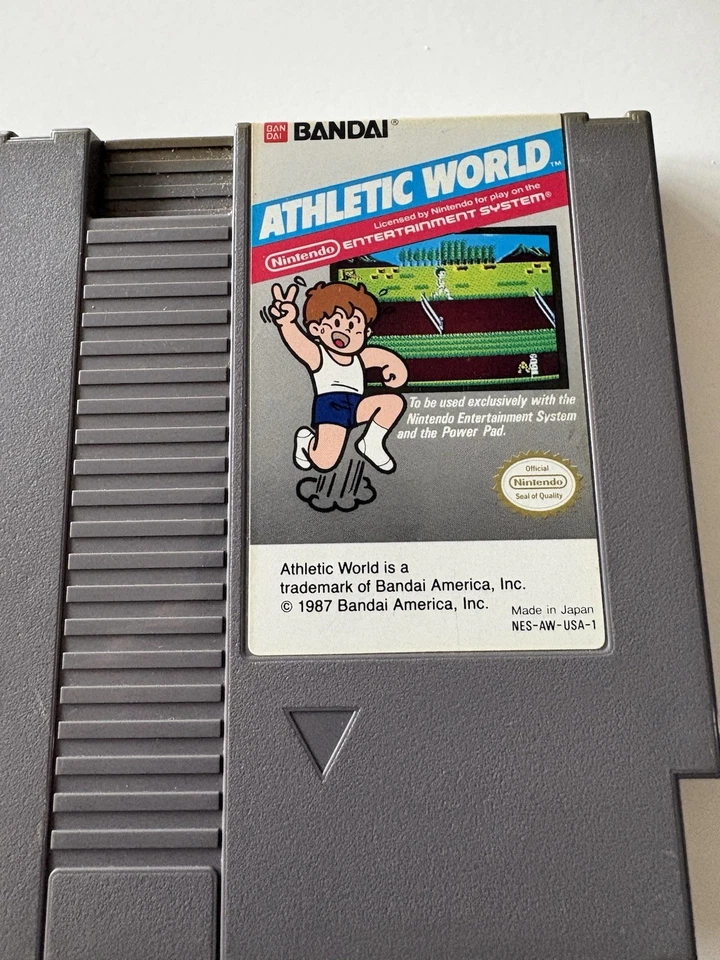 BAN
DAI
BANDAI®
ATHLETIC WORLD™
Licensed by Nintendo for play on the
Nintendo ENTERTAINMENT SYSTEM®
To be used exclusively with the
Nintendo Entertainment System
and the Power Pad.
Official
Nintendo
Seal of Quality
Athletic World is a
trademark of Bandai America, Inc.
© 1987 Bandai America, Inc.
Made in Japan
NES-AW-USA-1